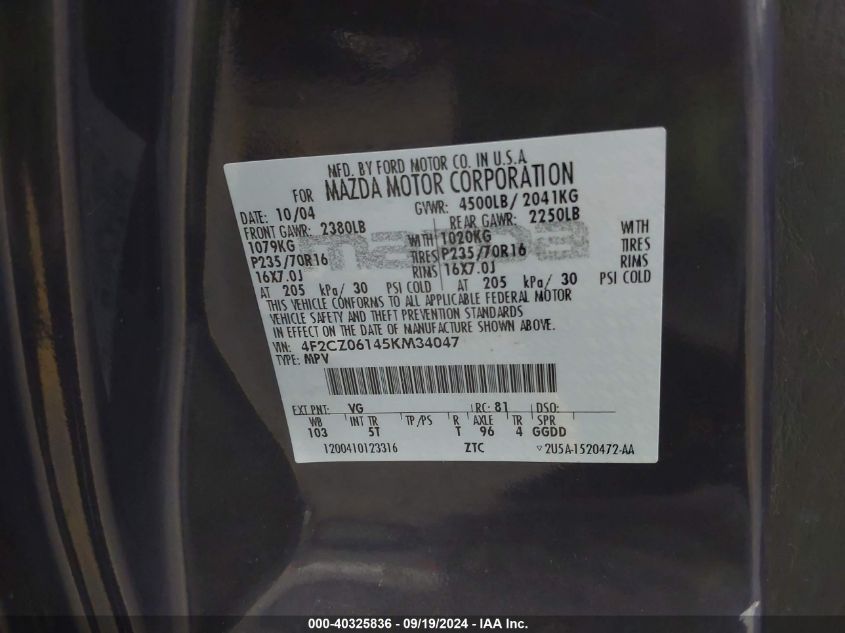 MFD. BY FORD MOTOR CO. IN U.S.A.
FOR MAZDA MOTOR CORPORATION
DATE: 10/04 GVWR: 4500LB/ 2041KG
FRONT GAWR: 2380LB REAR GAWR: 2250LB
1079KG WITH 1020KG WITH
P235/70R16 TIRES P235/70R16 TIRES
16X7.0J RIMS 16X7.0J RIMS
AT 205 kPa/ 30 PSI COLD AT 205 kPa/ 30 PSI COLD
THIS VEHICLE CONFORMS TO ALL APPLICABLE FEDERAL MOTOR
VEHICLE SAFETY AND THEFT PREVENTION STANDARDS
IN EFFECT ON THE DATE OF MANUFACTURE SHOWN ABOVE.
VIN: 4F2CZ06145KM34047
TYPE: MPV
EXT PNT: VG RC: 81 DSO:
WB INT TR TP/PS R AXLE TR SPR
103 5T T 96 4 GGDD
1200410123316 ZTC ▿ 2U5A-1520472-AA
000-40325836 - 09/19/2024 - IAA Inc.